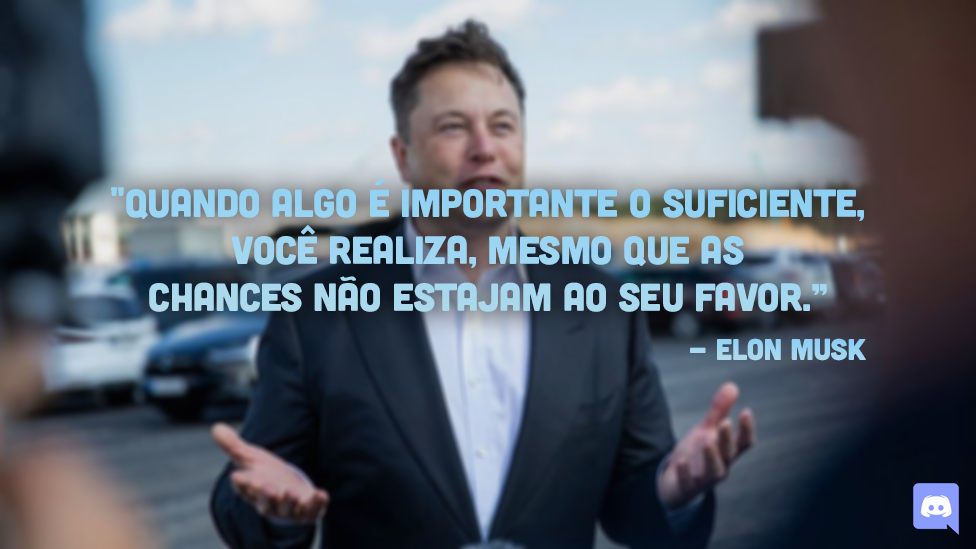 "QUANDO ALGO É IMPORTANTE O SUFICIENTE,
VOCÊ REALIZA, MESMO QUE AS
CHANCES NÃO ESTAJAM AO SEU FAVOR.”
– ELON MUSK